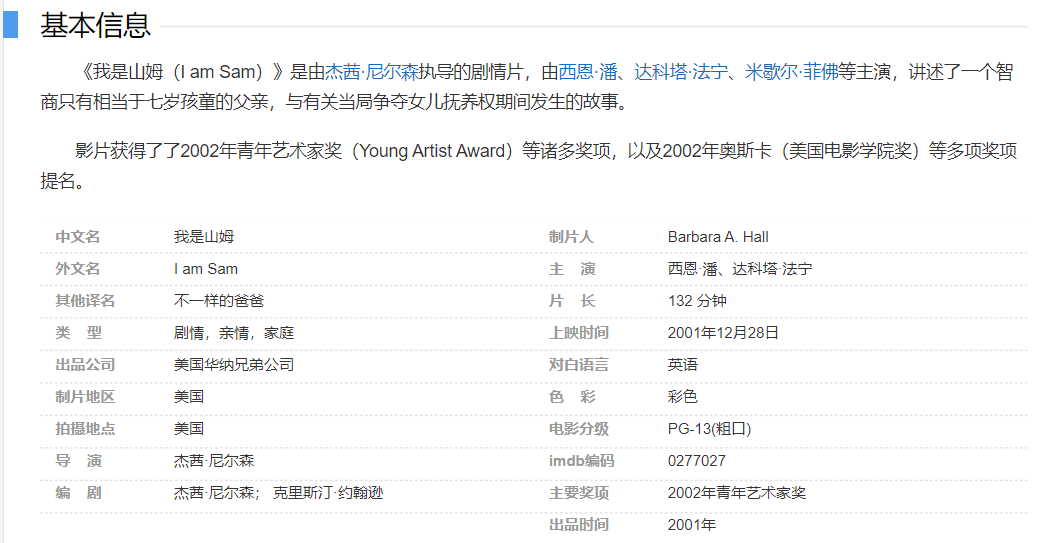 基本信息
《我是山姆（I am Sam）》是由杰茜·尼尔森执导的剧情片，由西恩·潘、达科塔·法宁、米歇尔·菲佛等主演，讲述了一个智
商只有相当于七岁孩童的父亲，与有关当局争夺女儿抚养权期间发生的故事。
影片获得了了2002年青年艺术家奖（Young Artist Award）等诸多奖项，以及2002年奥斯卡（美国电影学院奖）等多项奖项
提名。
中文名 我是山姆 制片人 Barbara A. Hall
外文名 I am Sam 主 演 西恩·潘、达科塔·法宁
其他译名 不一样的爸爸 片 长 132 分钟
类 型 剧情，亲情，家庭 上映时间 2001年12月28日
出品公司 美国华纳兄弟公司 对白语言 英语
制片地区 美国 色 彩 彩色
拍摄地点 美国 电影分级 PG-13(粗口)
导 演 杰茜·尼尔森 imdb编码 0277027
编 剧 杰茜·尼尔森； 克里斯汀·约翰逊 主要奖项 2002年青年艺术家奖
出品时间 2001年